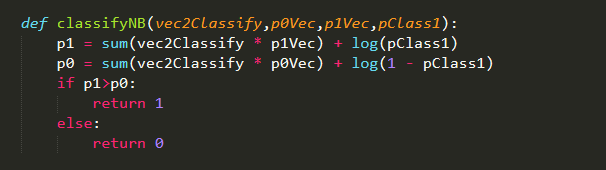 def classifyNB(vec2Classify,p0Vec,p1Vec,pClass1):
    p1 = sum(vec2Classify * p1Vec) + log(pClass1)
    p0 = sum(vec2Classify * p0Vec) + log(1 - pClass1)
    if p1>p0:
        return 1
    else:
        return 0